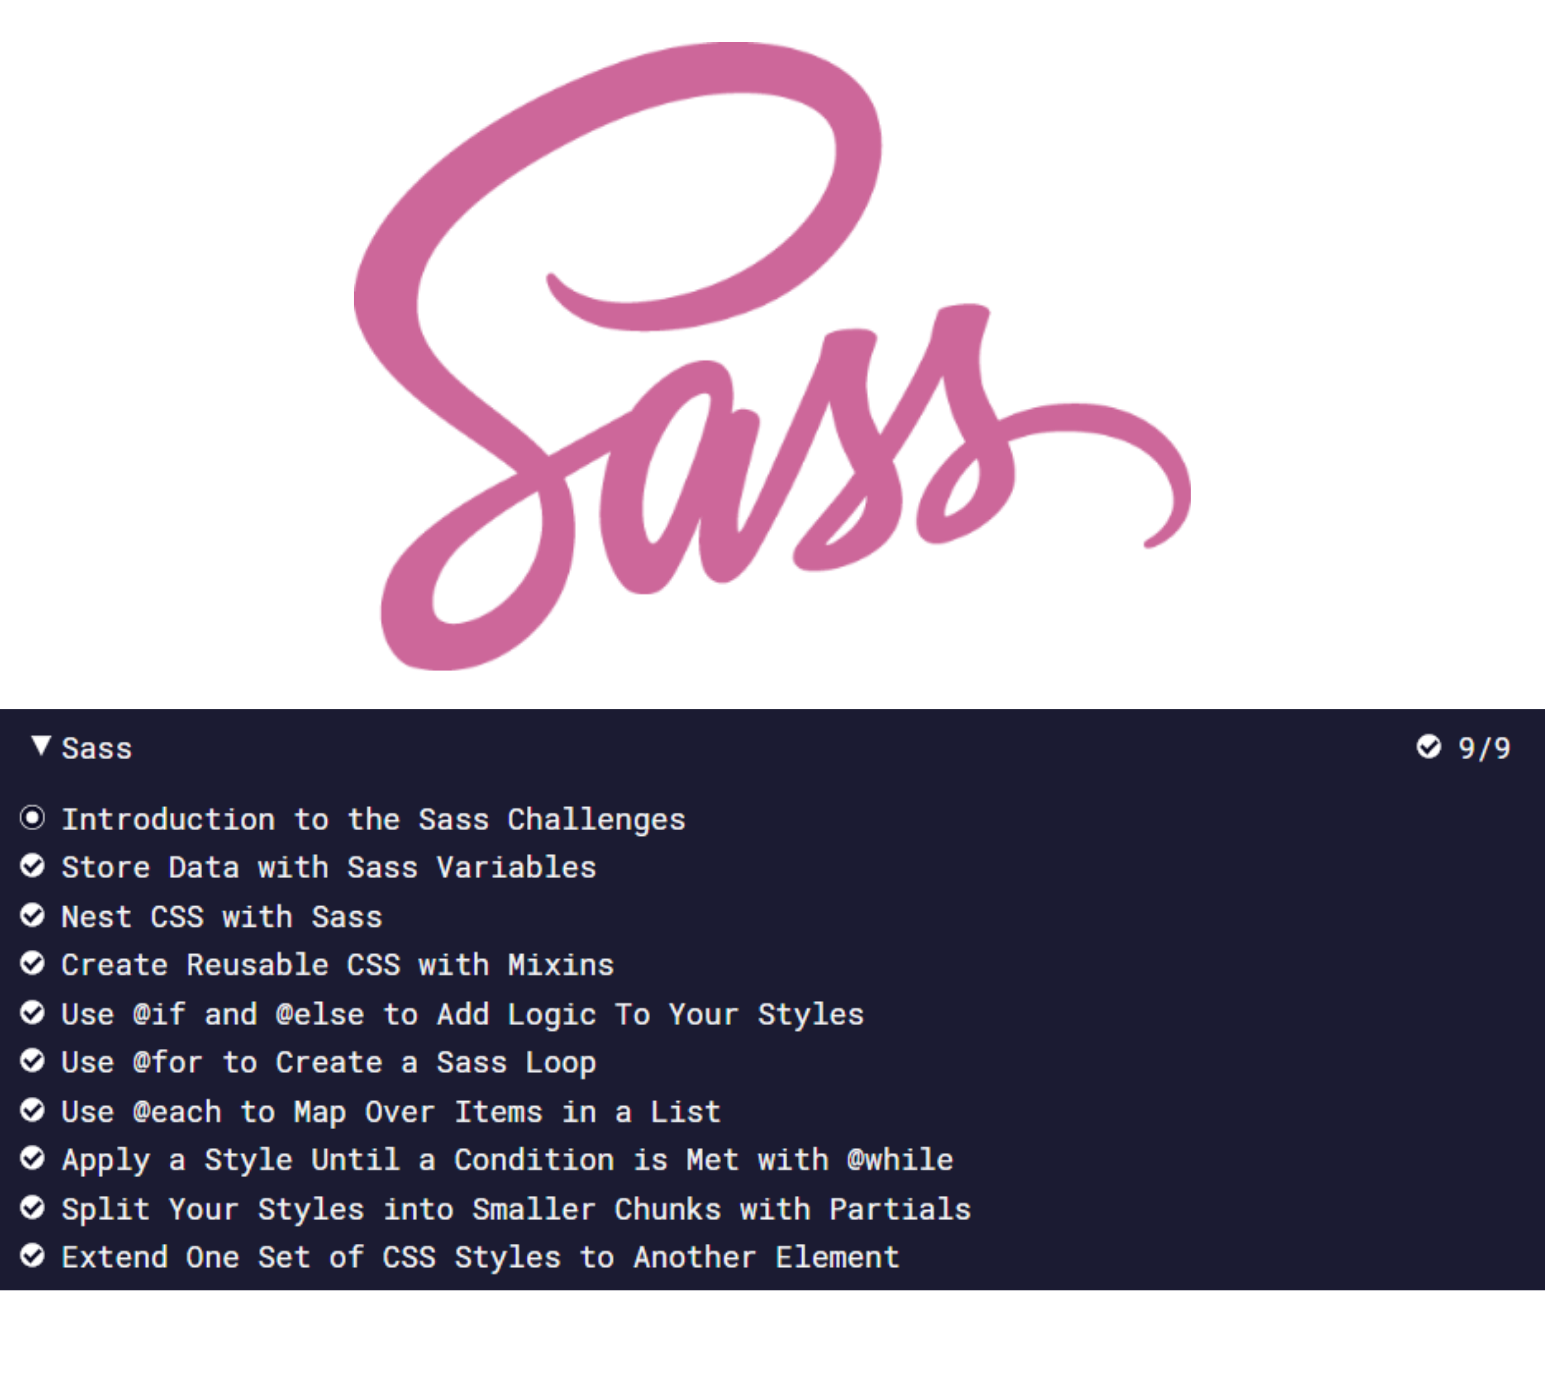 Sass
Sass 9/9
Introduction to the Sass Challenges
Store Data with Sass Variables
Nest CSS with Sass
Create Reusable CSS with Mixins
Use @if and @else to Add Logic To Your Styles
Use @for to Create a Sass Loop
Use @each to Map Over Items in a List
Apply a Style Until a Condition is Met with @while
Split Your Styles into Smaller Chunks with Partials
Extend One Set of CSS Styles to Another Element